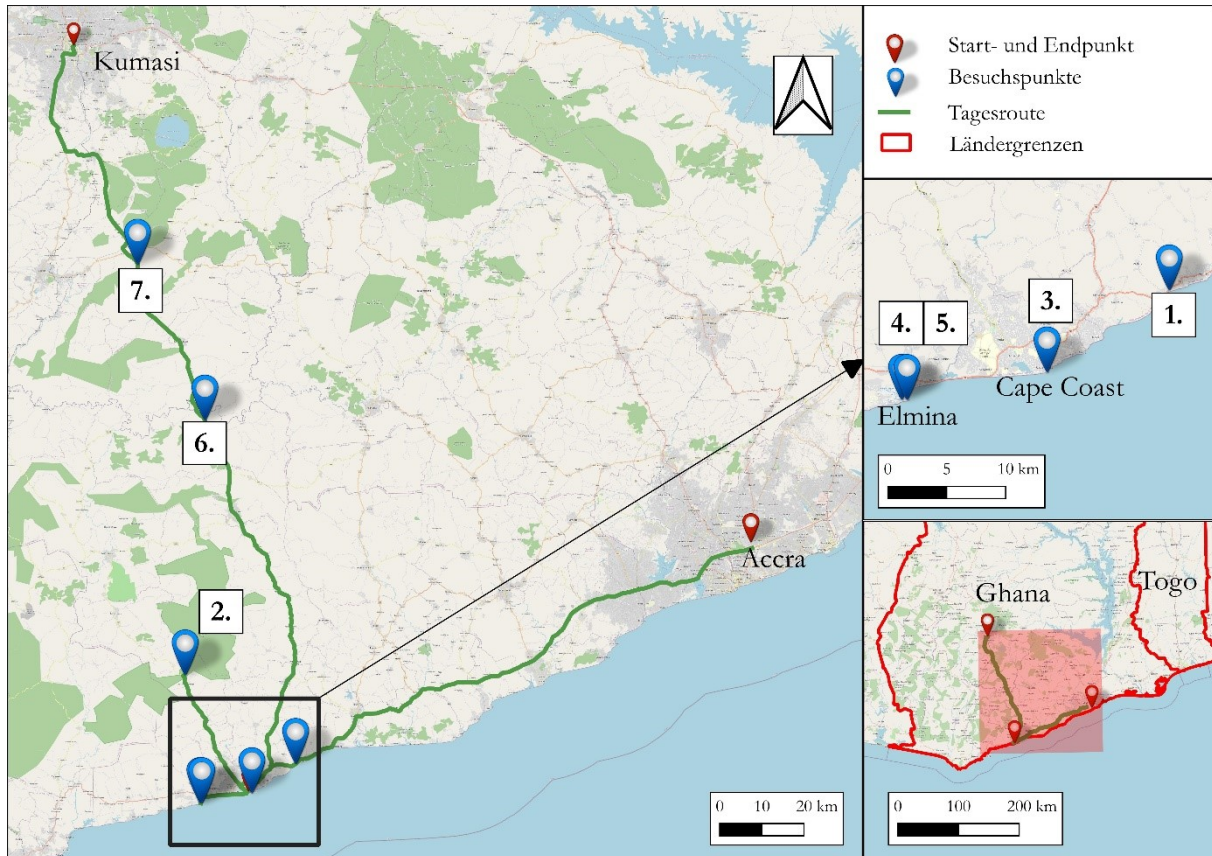 Kumasi
7.
6.
2.
Accra
0 10 20 km
Start- und Endpunkt
Besuchspunkte
Tagesroute
Ländergrenzen
3.
4. 5.
1.
Cape Coast
Elmina
0 5 10 km
Ghana
Togo
0 100 200 km